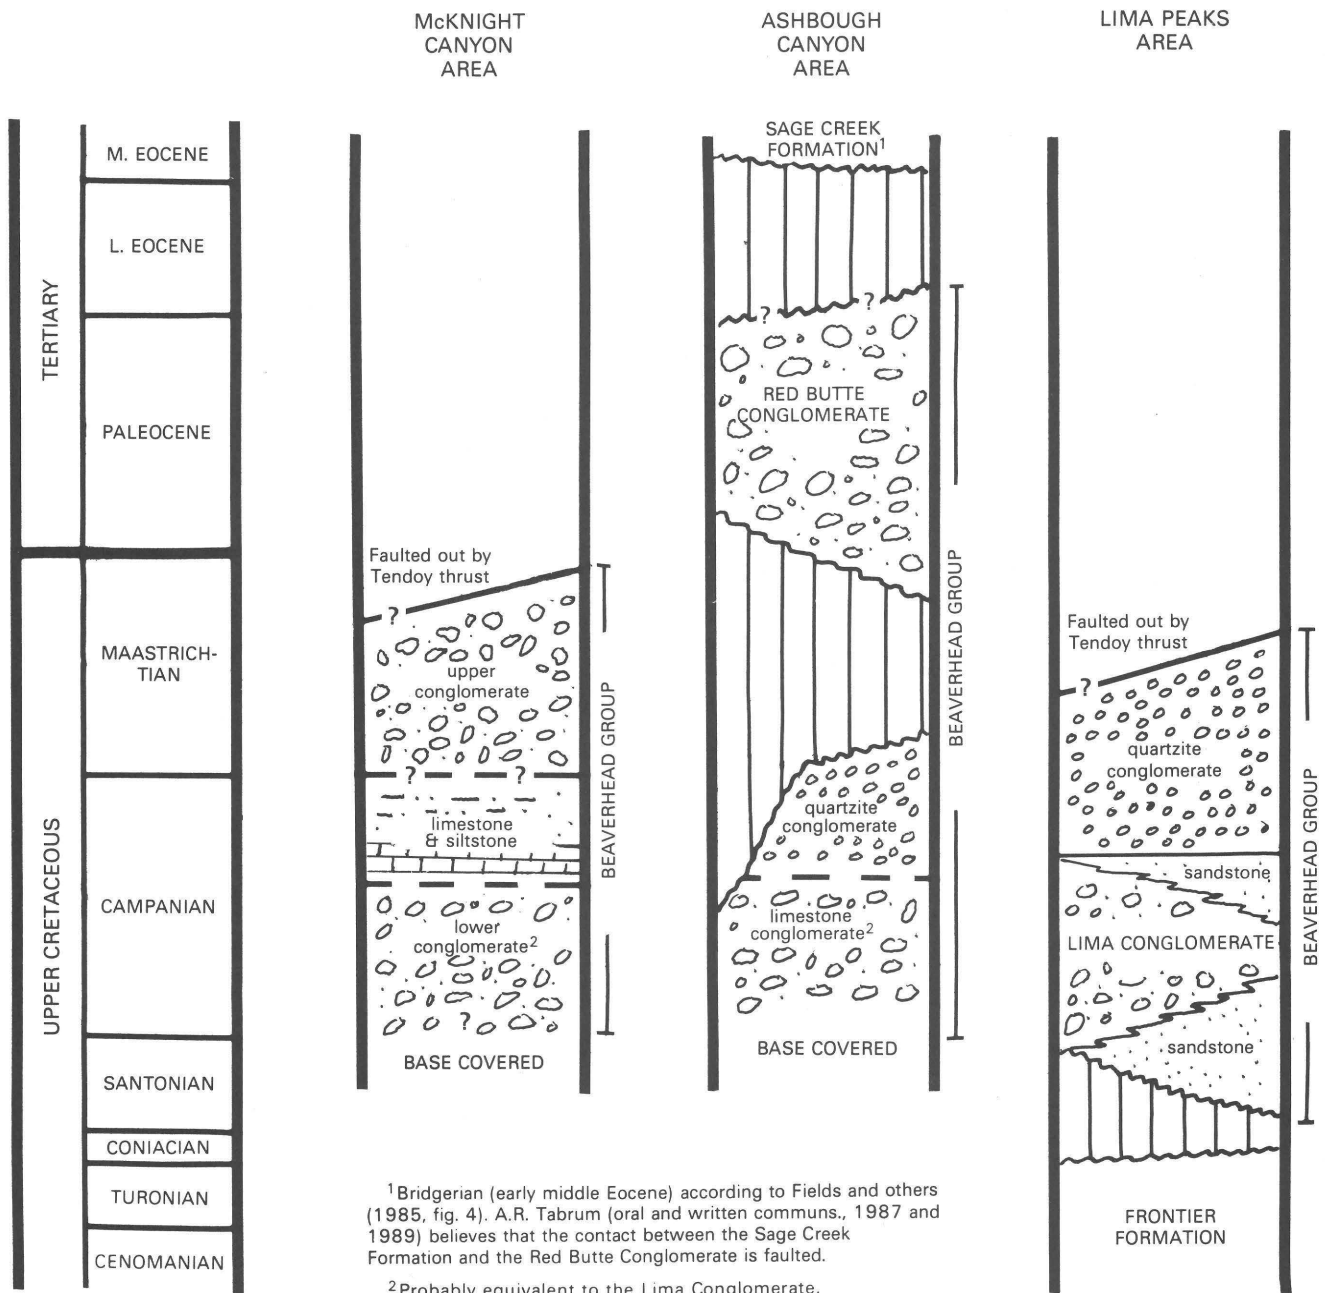 McKNIGHT
CANYON
AREA
ASHBOUGH
CANYON
AREA
LIMA PEAKS
AREA
TERTIARY
UPPER CRETACEOUS
M. EOCENE
L. EOCENE
PALEOCENE
MAASTRICH-
TIAN
CAMPANIAN
SANTONIAN
CONIACIAN
TURONIAN
CENOMANIAN
Faulted out by
Tendoy thrust
?
upper
conglomerate
? ?
limestone
& siltstone
lower
conglomerate²
?
BASE COVERED
BEAVERHEAD GROUP
SAGE CREEK
FORMATION¹
? ?
RED BUTTE
CONGLOMERATE
quartzite
conglomerate
limestone
conglomerate²
BASE COVERED
BEAVERHEAD GROUP
Faulted out by
Tendoy thrust
?
quartzite
conglomerate
sandstone
LIMA CONGLOMERATE
sandstone
FRONTIER
FORMATION
BEAVERHEAD GROUP
¹Bridgerian (early middle Eocene) according to Fields and others
(1985, fig. 4). A.R. Tabrum (oral and written communs., 1987 and
1989) believes that the contact between the Sage Creek
Formation and the Red Butte Conglomerate is faulted.
²Probably equivalent to the Lima Conglomerate.